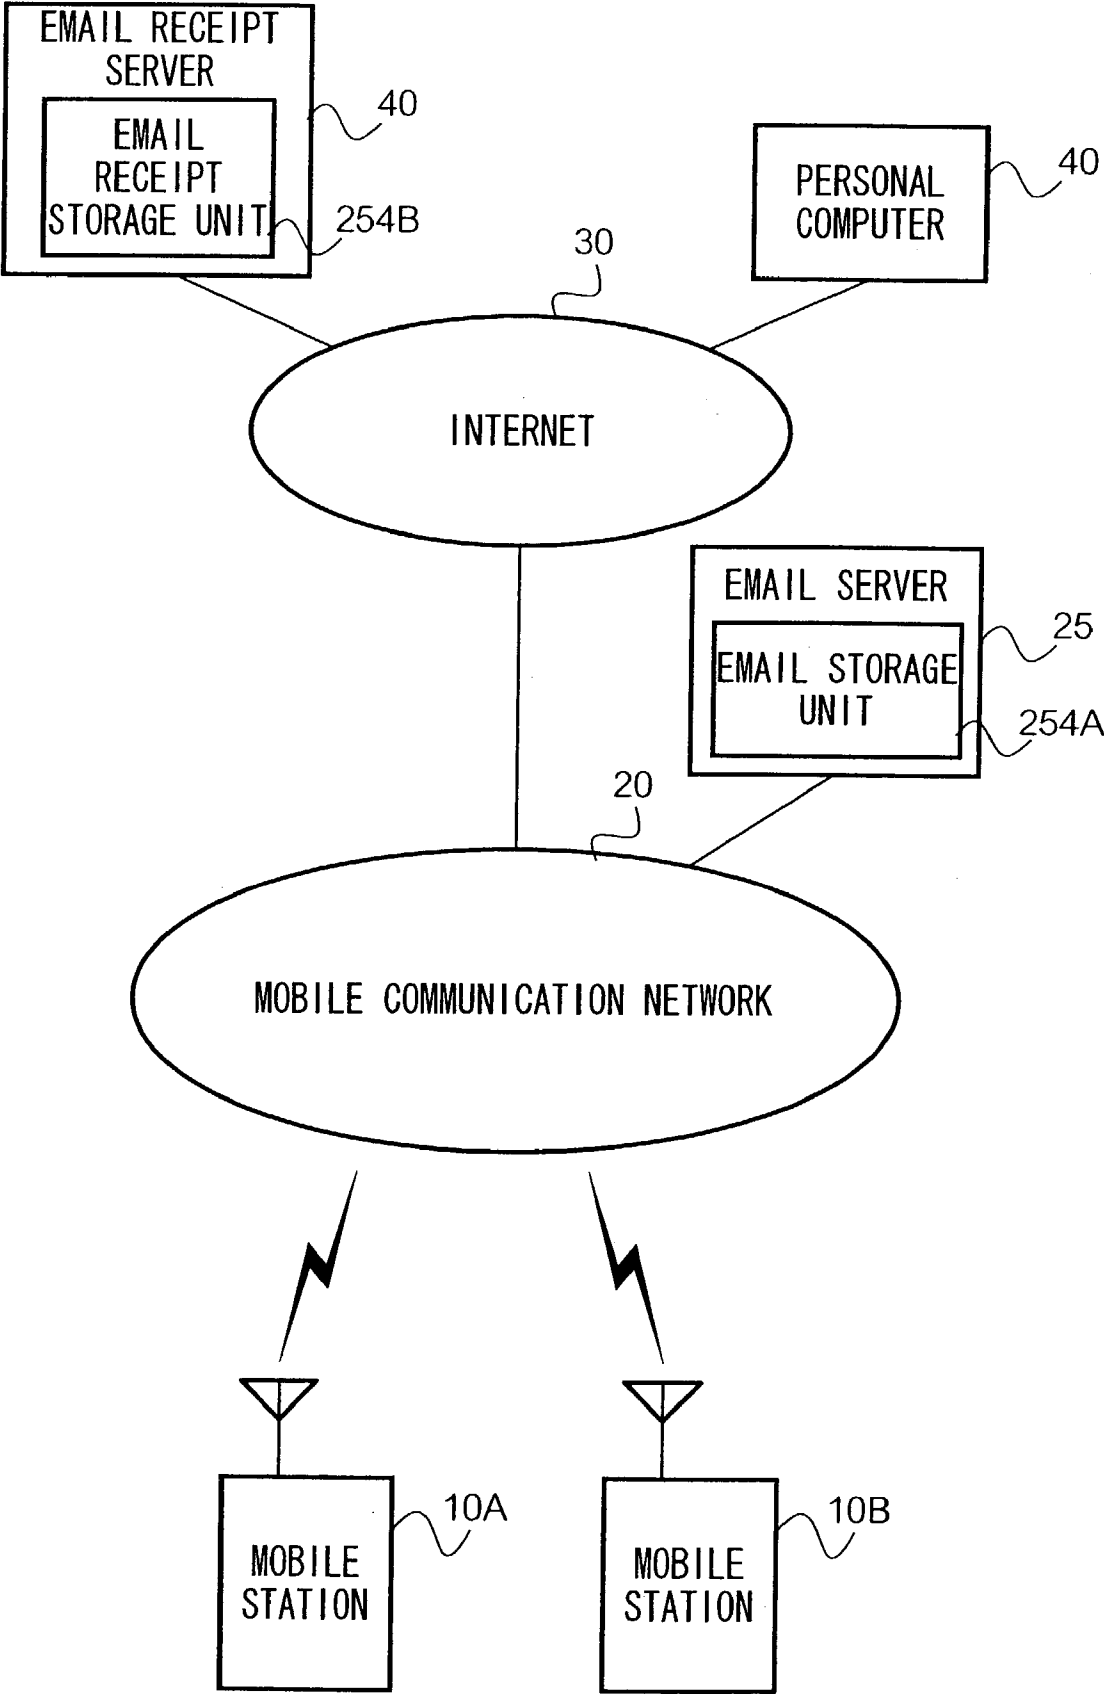 EMAIL RECEIPT
SERVER
40
EMAIL
RECEIPT
STORAGE UNIT
254B
PERSONAL
COMPUTER
40
30
INTERNET
EMAIL SERVER
25
EMAIL STORAGE
UNIT
254A
20
MOBILE COMMUNICATION NETWORK
10A
MOBILE
STATION
10B
MOBILE
STATION